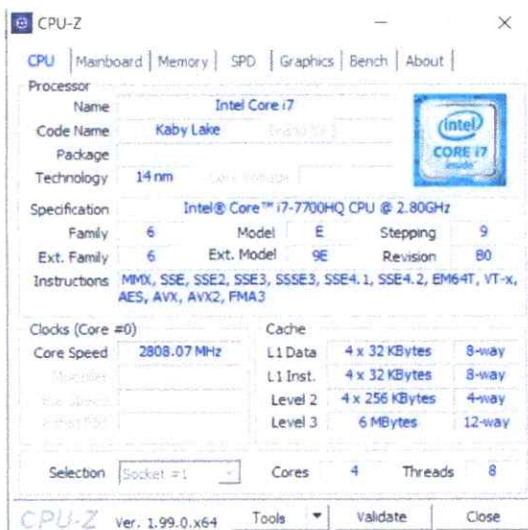 CPU-Z
CPU Mainboard Memory SPD Graphics Bench About
Processor
Name Intel Core i7
Code Name Kaby Lake
Package
Technology 14 nm
intel
CORE i7
inside
Specification Intel® Core™ i7-7700HQ CPU @ 2.80GHz
Family 6 Model E Stepping 9
Ext. Family 6 Ext. Model 9E Revision B0
Instructions MMX, SSE, SSE2, SSE3, SSSE3, SSE4.1, SSE4.2, EM64T, VT-x,
AES, AVX, AVX2, FMA3
Clocks (Core #0) Cache
Core Speed 2808.07 MHz L1 Data 4 x 32 KBytes 8-way
Multiplier L1 Inst. 4 x 32 KBytes 8-way
Bus Speed Level 2 4 x 256 KBytes 4-way
Level 3 6 MBytes 12-way
Selection Socket #1 Cores 4 Threads 8
CPU-Z Ver. 1.99.0.x64 Tools Validate Close